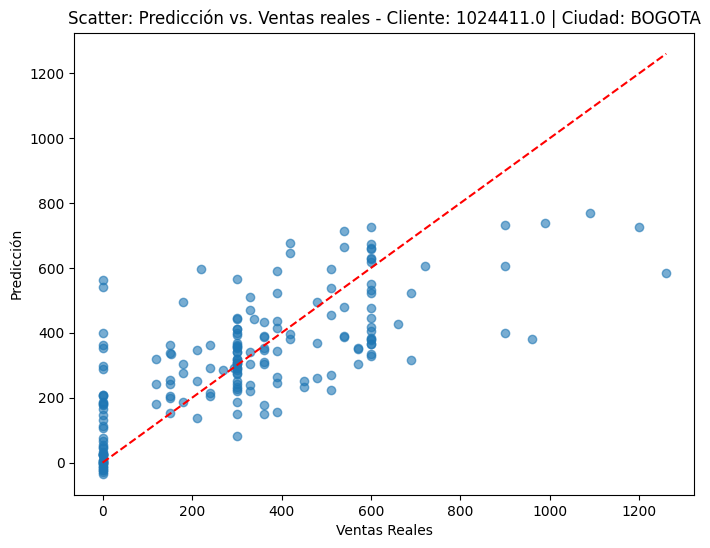 Scatter: Predicción vs. Ventas reales - Cliente: 1024411.0 | Ciudad: BOGOTA
1200
1000
800
600
400
200
0
Predicción
0 200 400 600 800 1000 1200
Ventas Reales